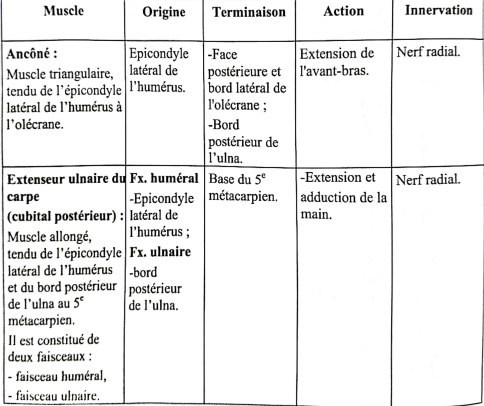 Muscle Origine Terminaison Action Innervation
Ancôné :
Muscle triangulaire,
tendu de l'épicondyle
latéral de l'humérus à
l'olécrane.
Epicondyle
latéral de
l'humérus.
-Face
postérieure et
bord latéral de
l'olécrane ;
-Bord
postérieur de
l'ulna.
Extension de
l'avant-bras.
Nerf radial.
Extenseur ulnaire du
carpe
(cubital postérieur) :
Muscle allongé,
tendu de l'épicondyle
latéral de l'humérus
et du bord postérieur
de l'ulna au 5e
métacarpien.
Il est constitué de
deux faisceaux :
- faisceau huméral,
- faisceau ulnaire.
Fx. huméral
-Epicondyle
latéral de
l'humérus ;
Fx. ulnaire
-bord
postérieur
de l'ulna.
Base du 5e
métacarpien.
-Extension et
adduction de la
main.
Nerf radial.